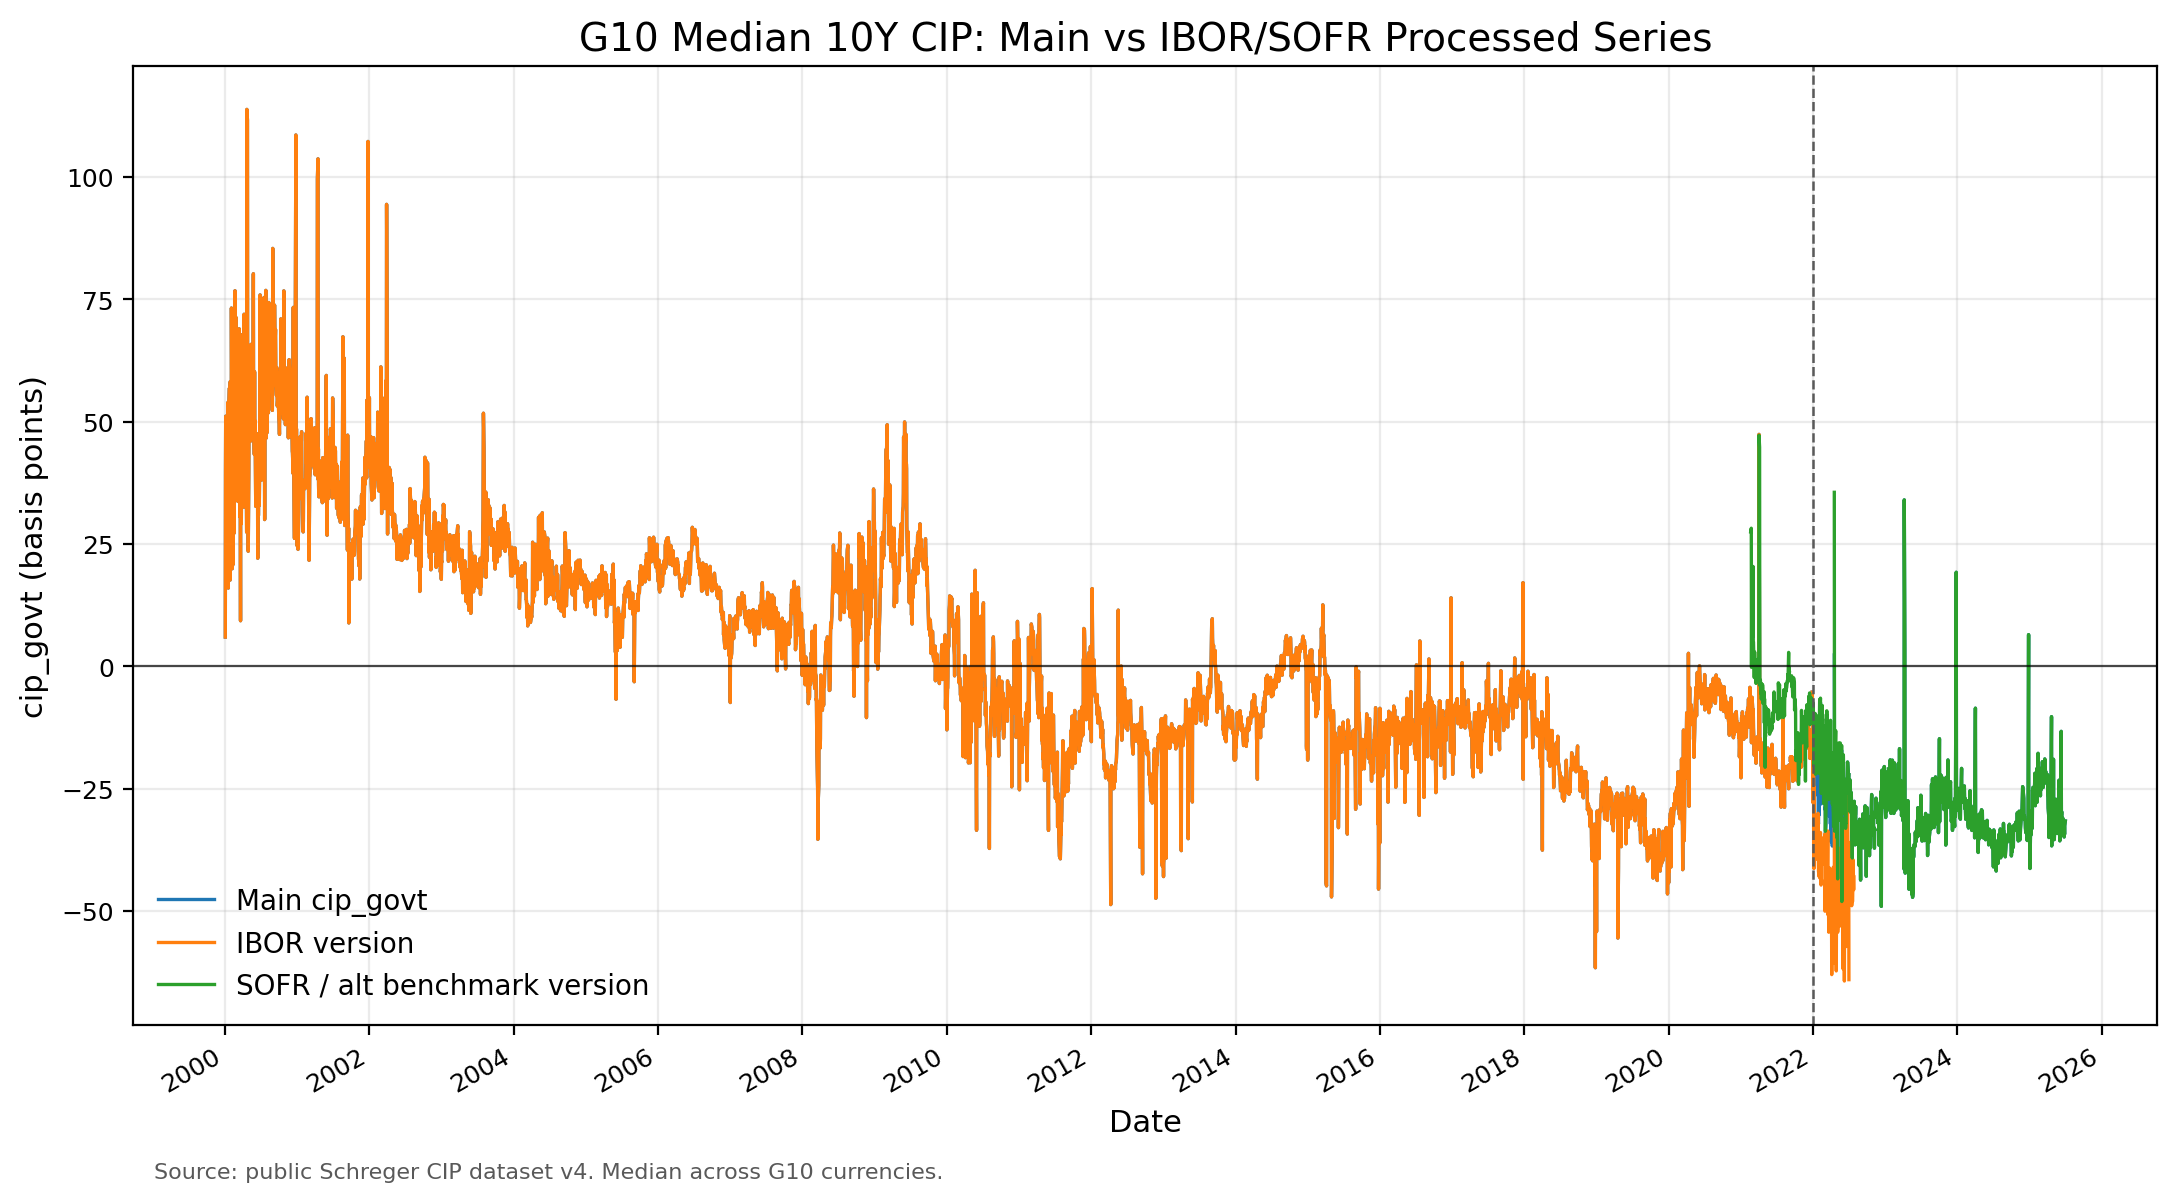 G10 Median 10Y CIP: Main vs IBOR/SOFR Processed Series
cip_govt (basis points)
100
75
50
25
0
−25
−50
Main cip_govt
IBOR version
SOFR / alt benchmark version
2000 2002 2004 2006 2008 2010 2012 2014 2016 2018 2020 2022 2024 2026
Date
Source: public Schreger CIP dataset v4. Median across G10 currencies.